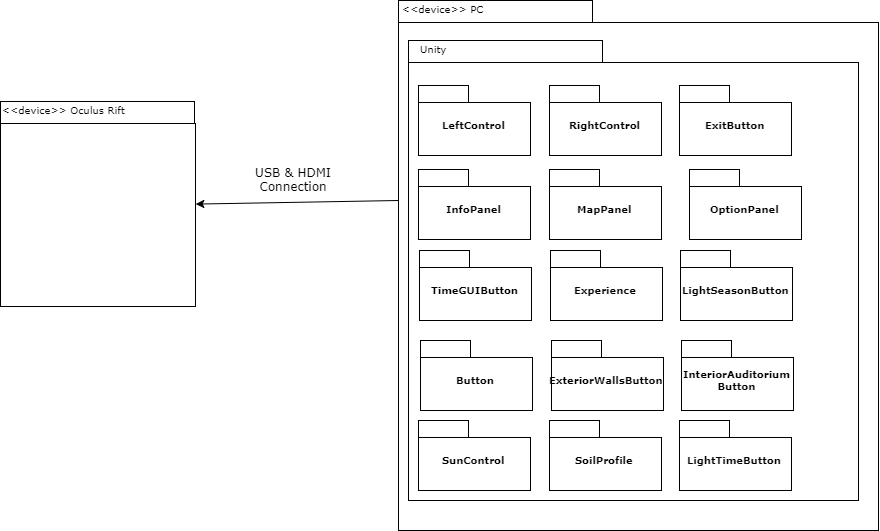 <<device>> PC
Unity
<<device>> Oculus Rift
USB & HDMI
Connection
LeftControl
RightControl
ExitButton
InfoPanel
MapPanel
OptionPanel
TimeGUIButton
Experience
LightSeasonButton
Button
ExteriorWallsButton
InteriorAuditorium
Button
SunControl
SoilProfile
LightTimeButton